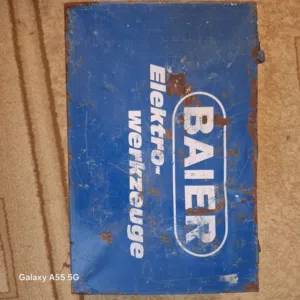 BAIER
Elektro-
werkzeuge
Galaxy A55 5G